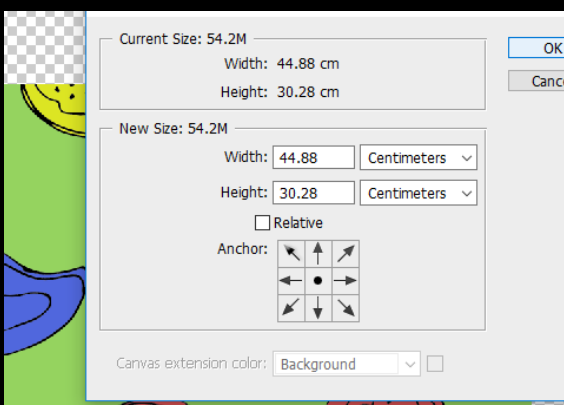 Current Size: 54.2M
Width: 44.88 cm
Height: 30.28 cm
OK
New Size: 54.2M
Width: 44.88 Centimeters
Height: 30.28 Centimeters
Relative
Anchor:
Canvas extension color: Background